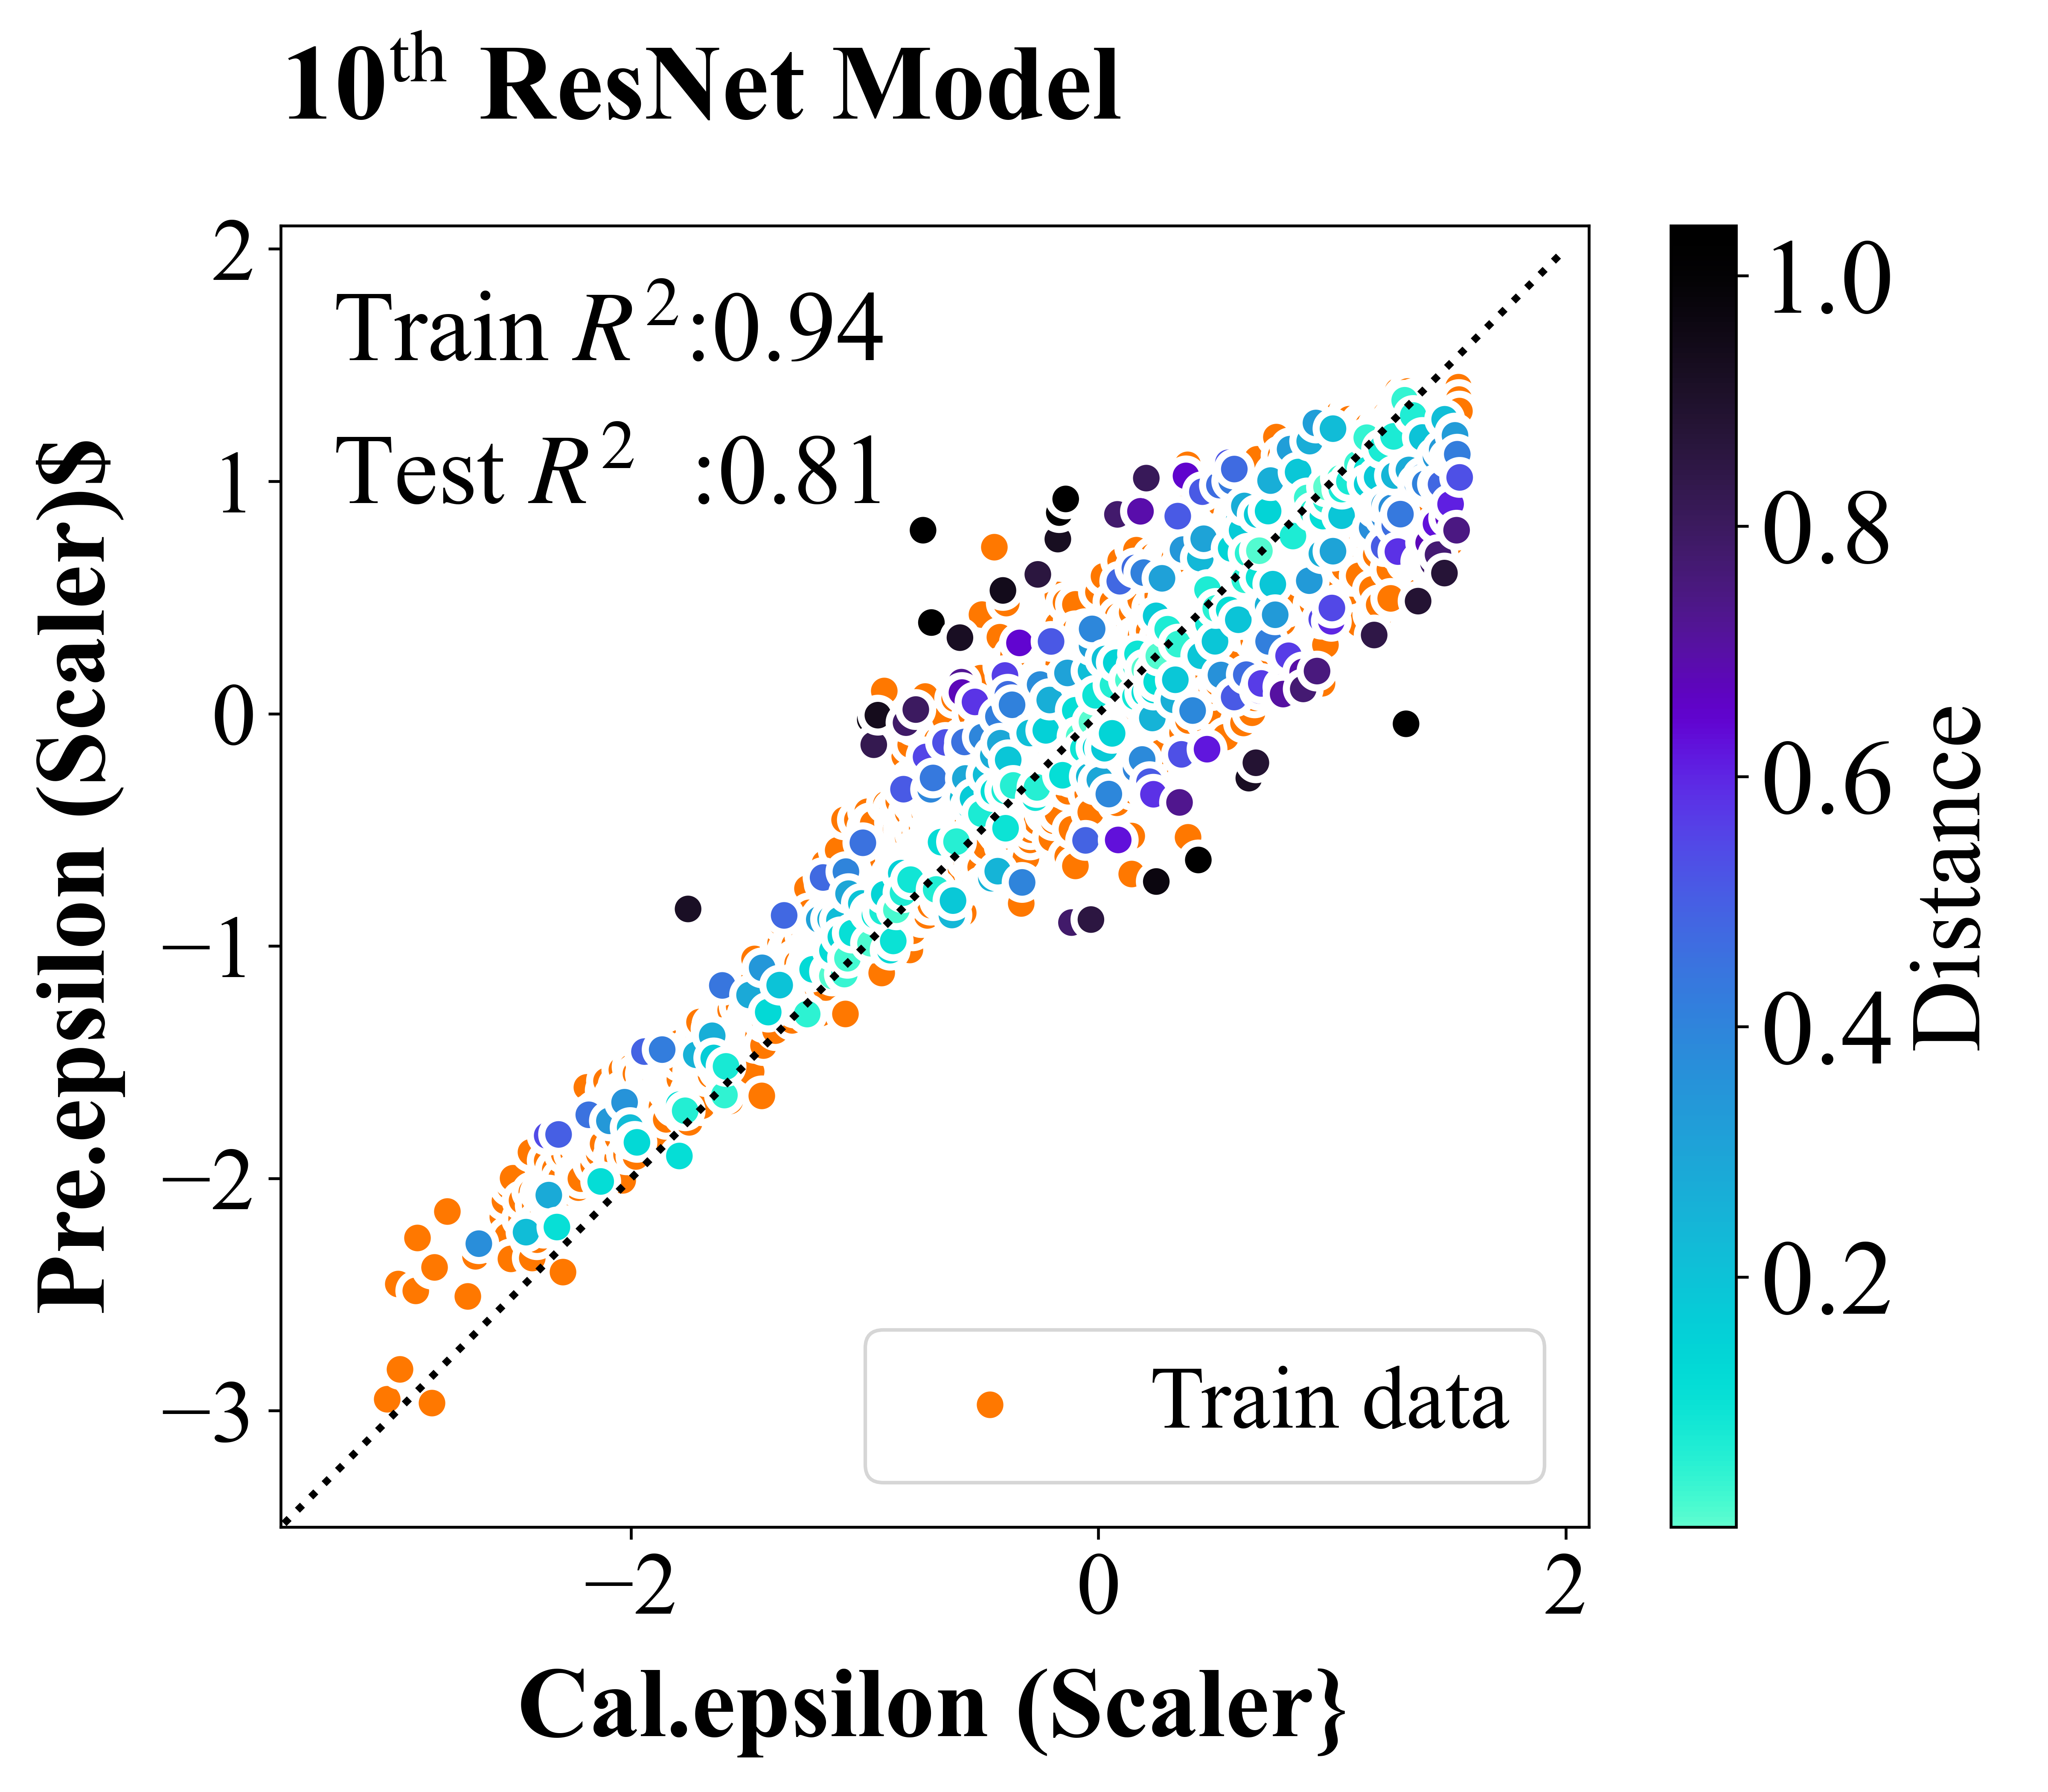 10th ResNet Model
Train R²:0.94
Test R² :0.81
2
1
0
−1
−2
−3
Pre.epsilon (Scaler)$
−2
0
2
Cal.epsilon (Scaler}
Train data
1.0
0.8
0.6
0.4
0.2
Distance